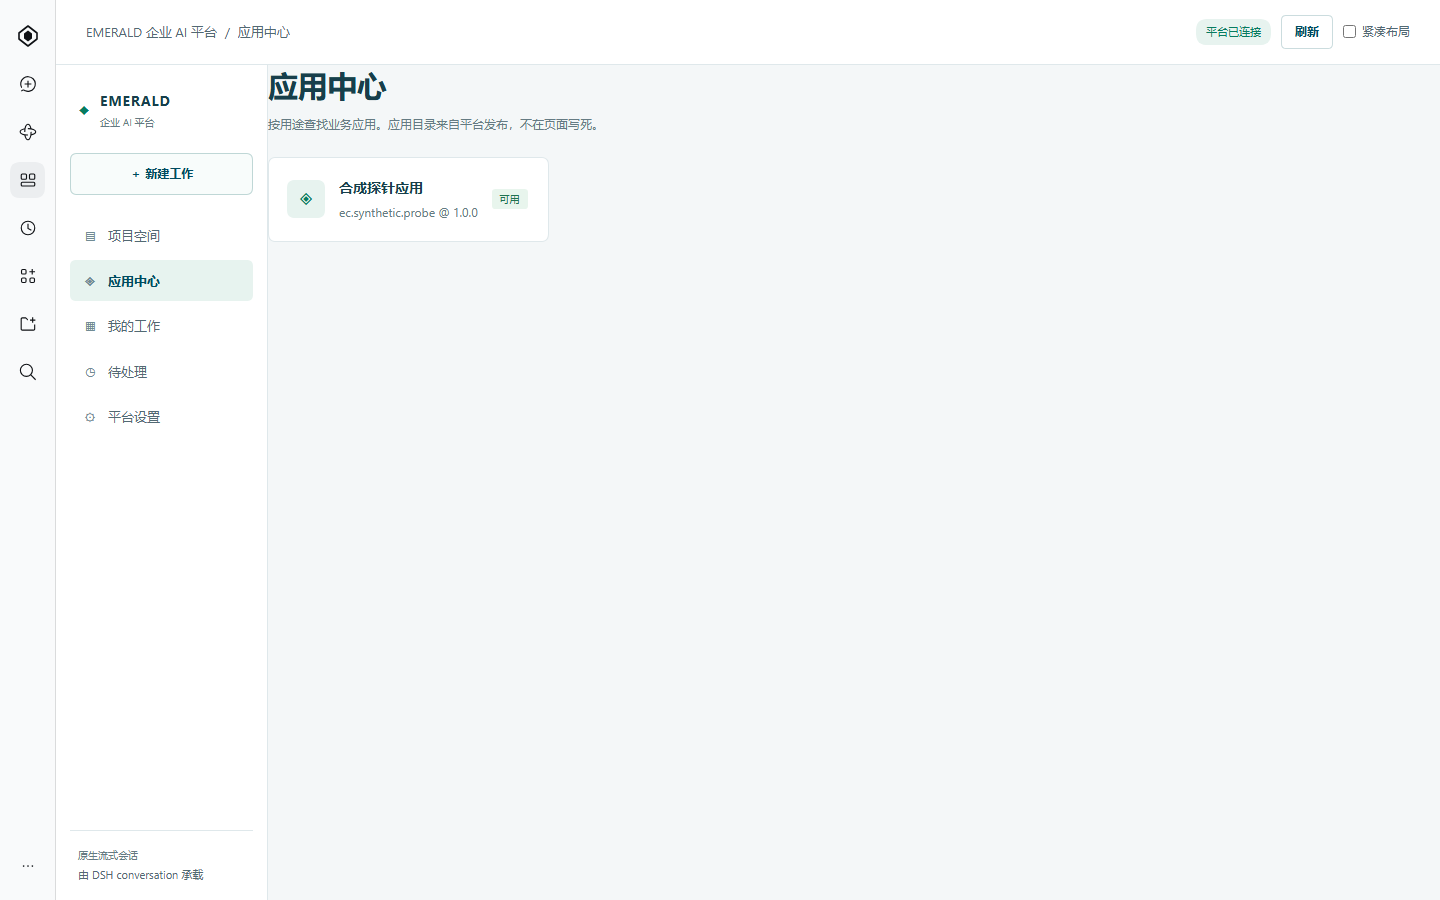 EMERALD 企业 AI 平台 / 应用中心
平台已连接
刷新
紧凑布局
EMERALD
企业 AI 平台
+ 新建工作
项目空间
应用中心
我的工作
待处理
平台设置
原生流式会话
由 DSH conversation 承载
应用中心
按用途查找业务应用。应用目录来自平台发布，不在页面写死。
合成探针应用
ec.synthetic.probe @ 1.0.0
可用